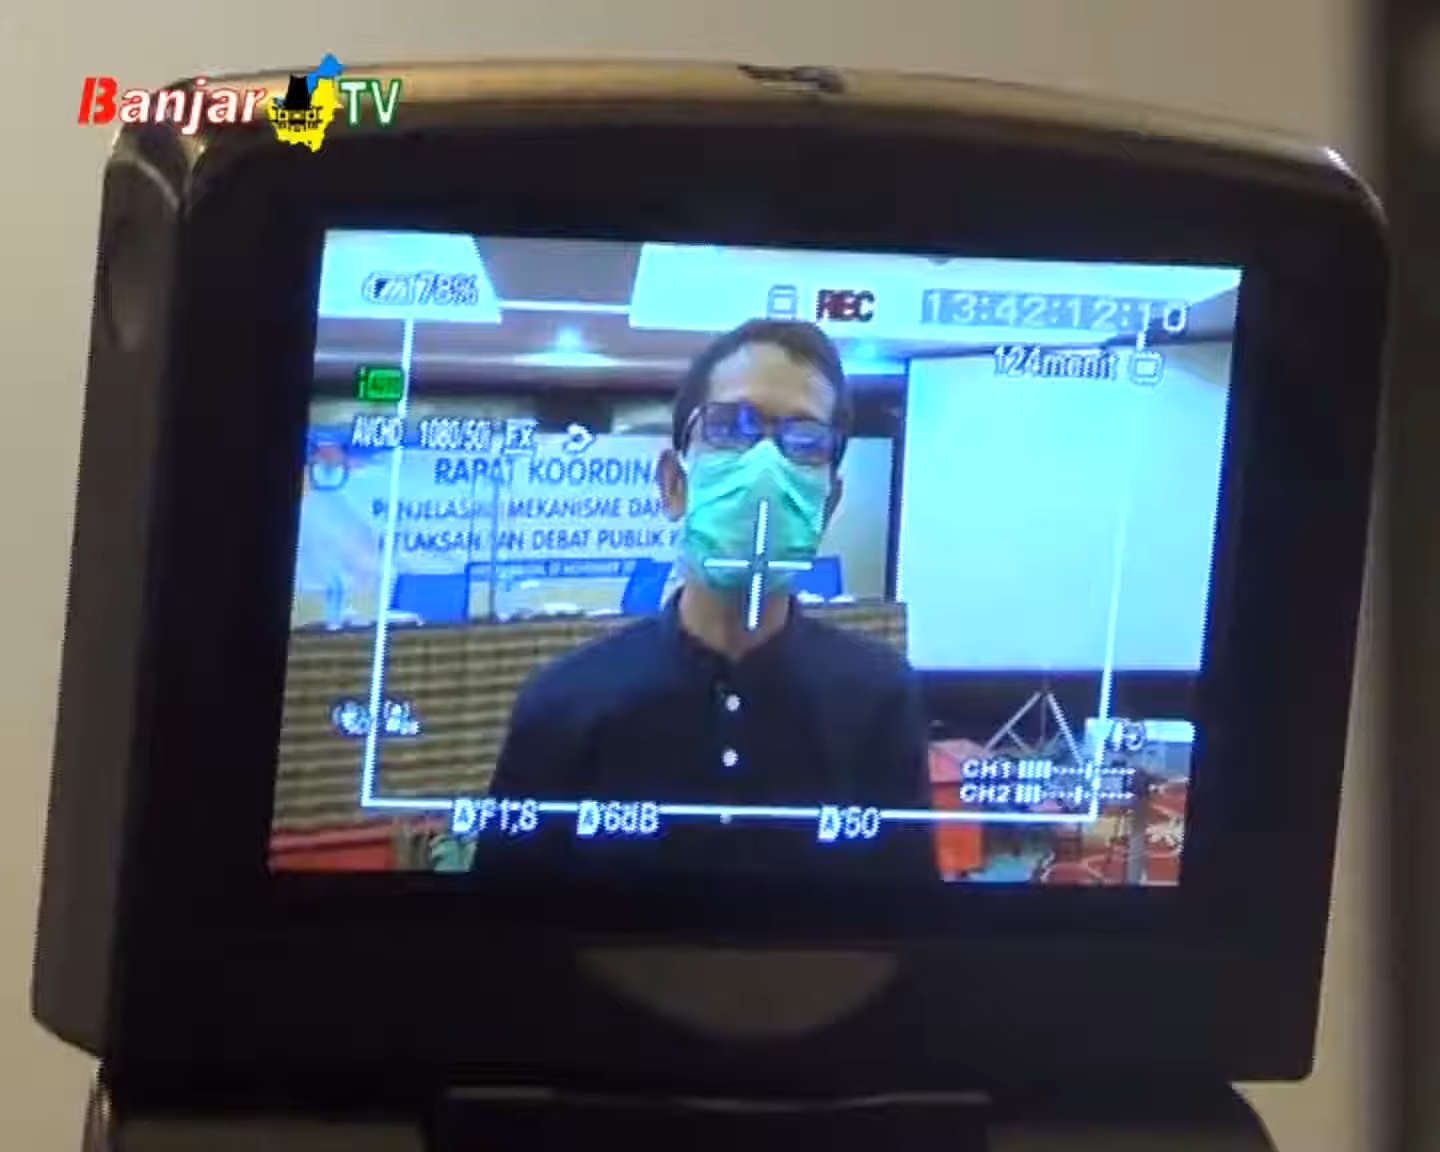 Banjar TV
78%
REC 13:42:12:10
124menit
AVCHD 1080/50i FX
RAPAT KOORDINA
PENJELASAN MEKANISME DAN
DEBAT PUBLIK K
CH1
CH2
F1.8 6dB 50